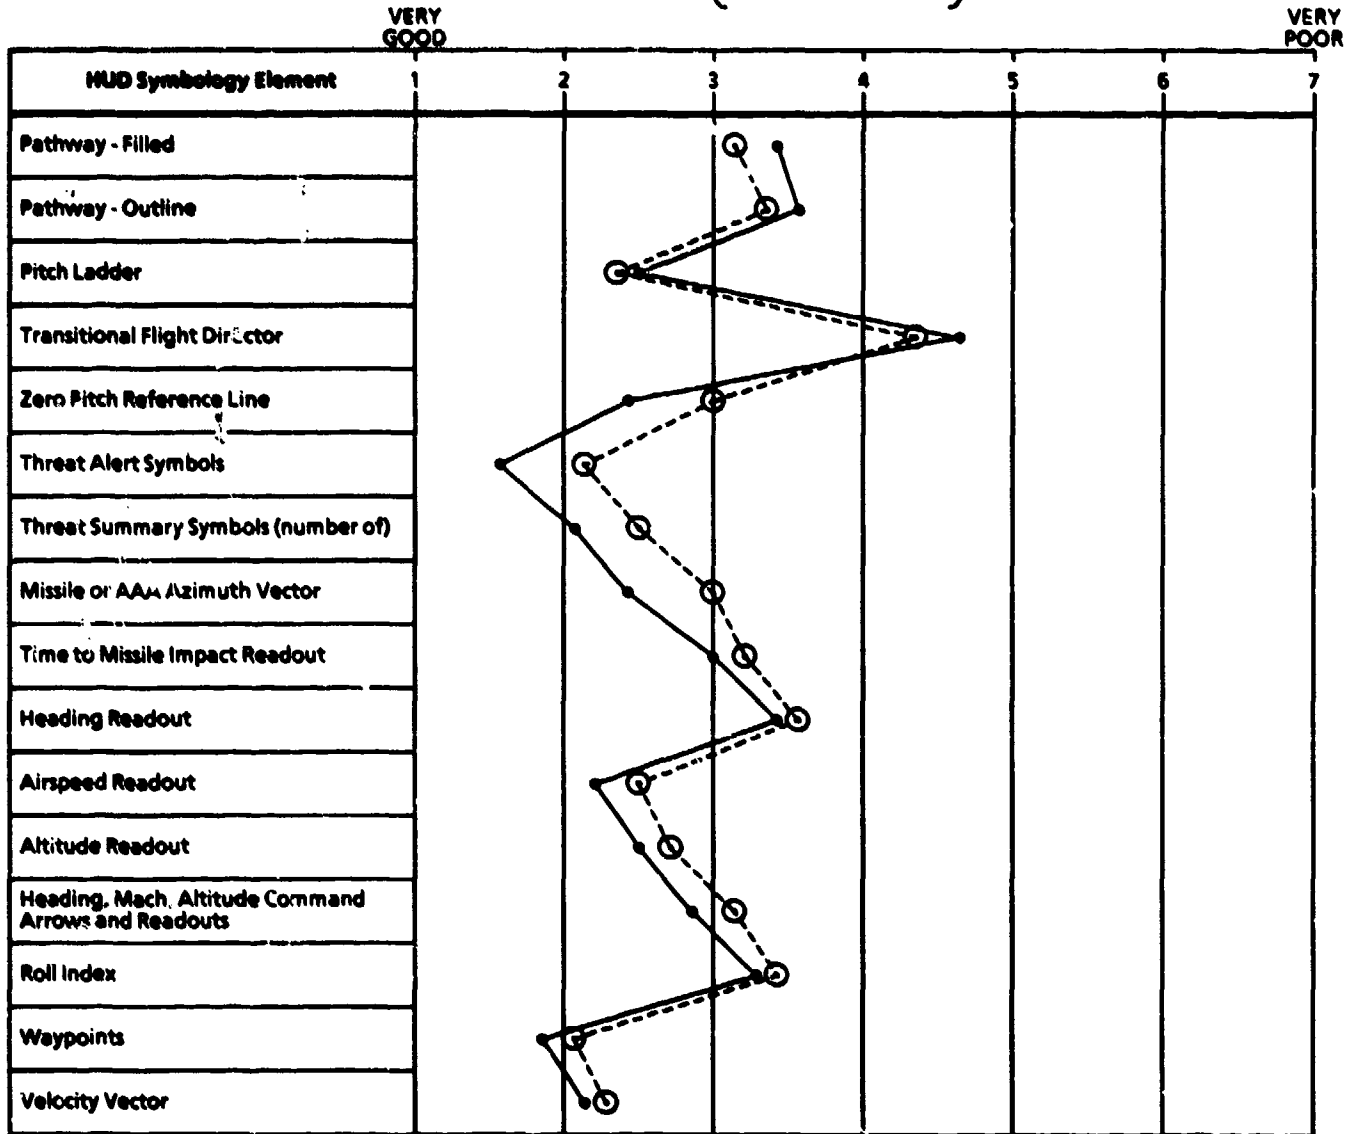 VERY GOOD
VERY POOR
HUD Symbology Element 1 2 3 4 5 6 7
Pathway - Filled
Pathway - Outline
Pitch Ladder
Transitional Flight Director
Zero Pitch Reference Line
Threat Alert Symbols
Threat Summary Symbols (number of)
Missile or AAM Azimuth Vector
Time to Missile Impact Readout
Heading Readout
Airspeed Readout
Altitude Readout
Heading, Mach, Altitude Command
Arrows and Readouts
Roll Index
Waypoints
Velocity Vector